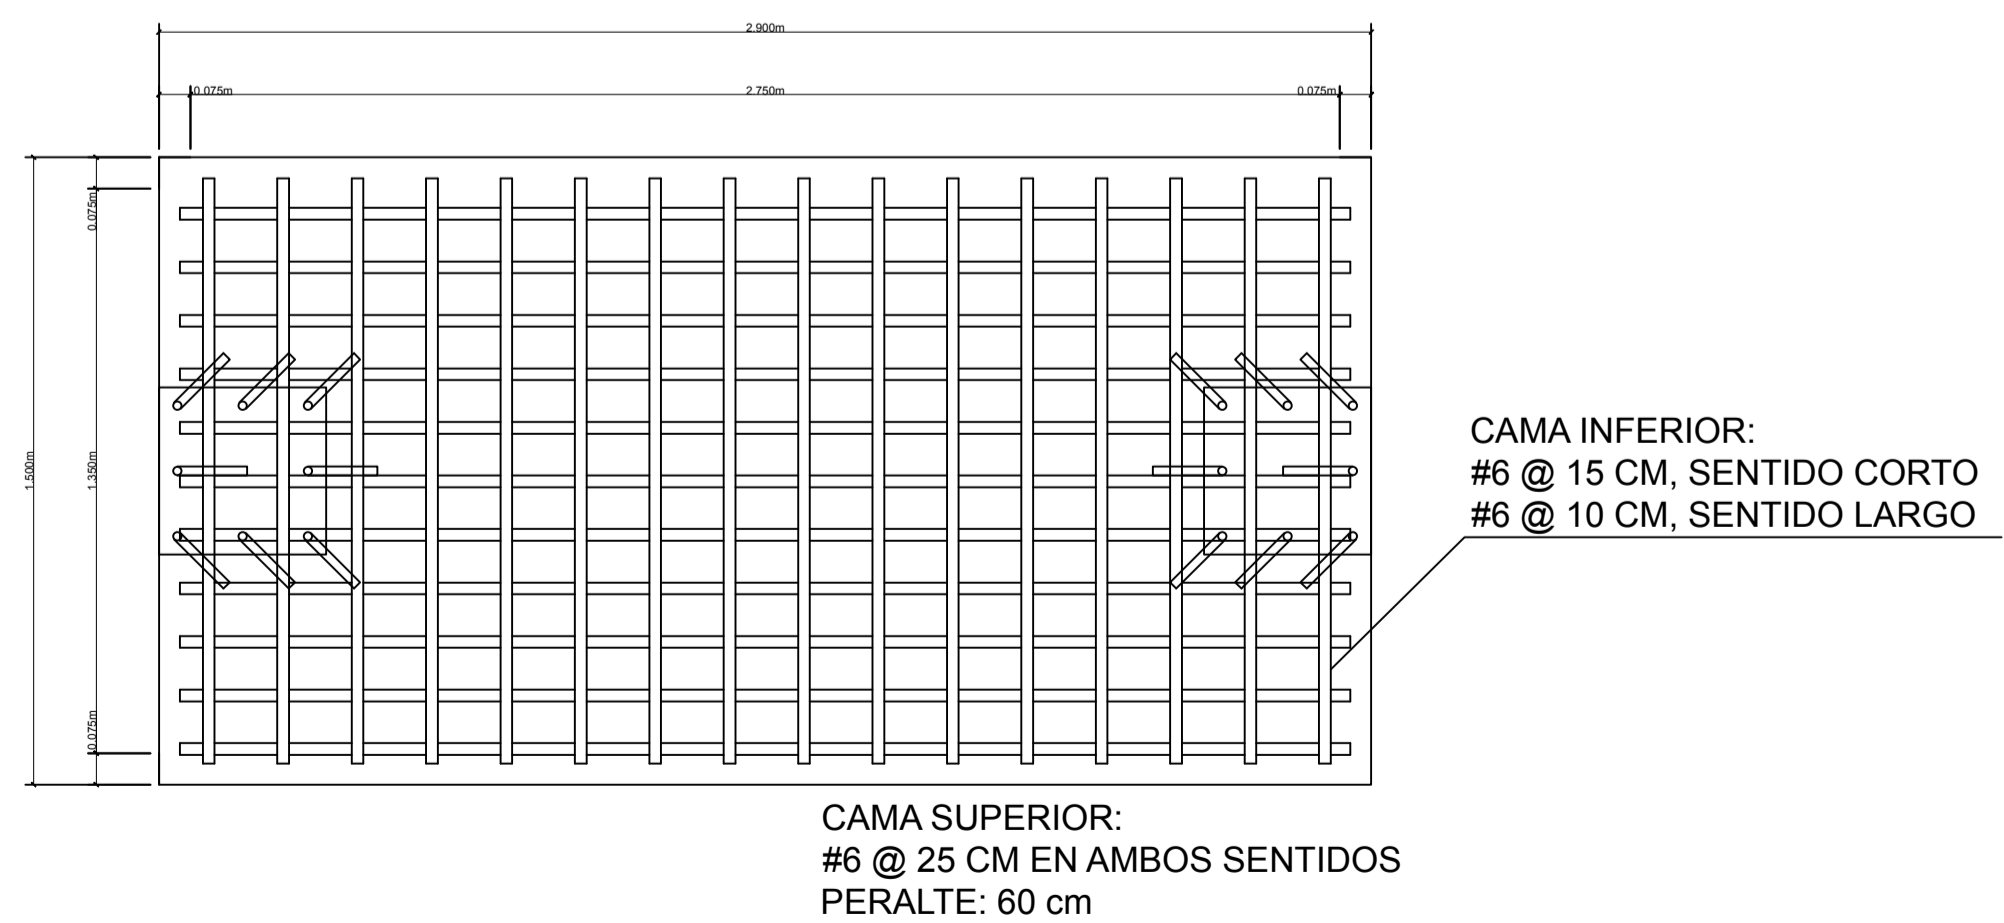 2.900m
0.075m
2.750m
0.075m
0.075m
1.500m
1.350m
0.075m
CAMA INFERIOR:
#6 @ 15 CM, SENTIDO CORTO
#6 @ 10 CM, SENTIDO LARGO
CAMA SUPERIOR:
#6 @ 25 CM EN AMBOS SENTIDOS
PERALTE: 60 cm